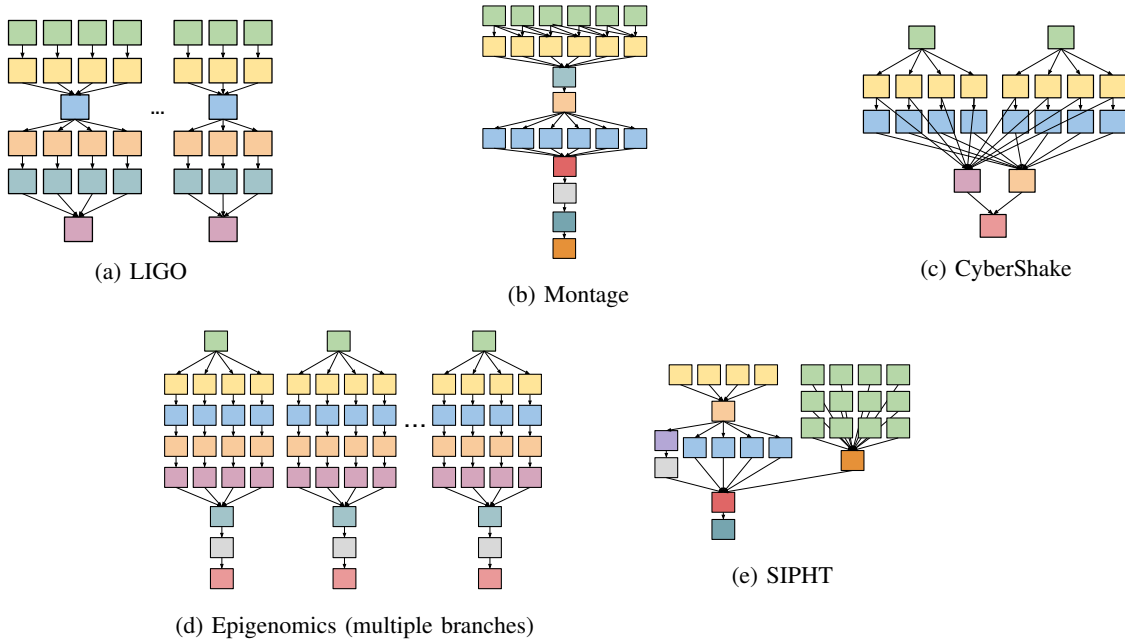 ...
(a) LIGO
(b) Montage
(c) CyberShake
...
(d) Epigenomics (multiple branches)
(e) SIPHT